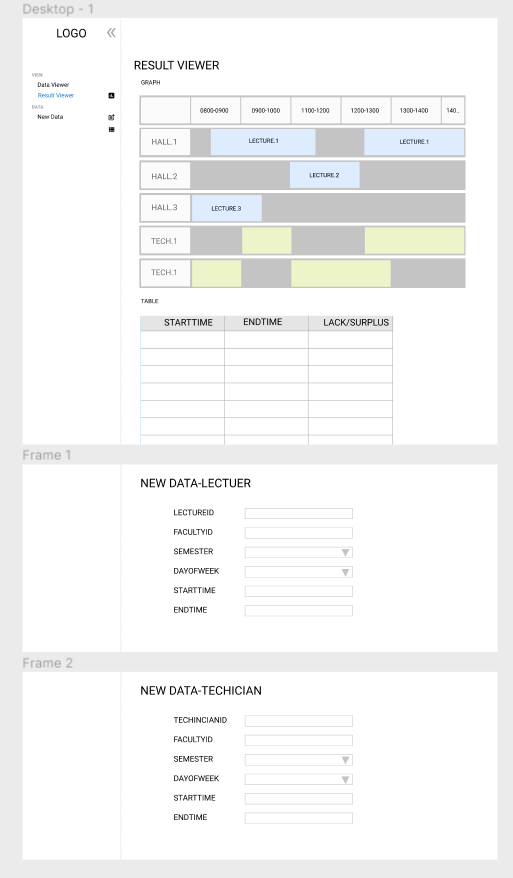 Desktop - 1
LOGO
VIEW
Data Viewer
Result Viewer
DATA
New Data
RESULT VIEWER
GRAPH
0800-0900 0900-1000 1100-1200 1200-1300 1300-1400 140..
HALL.1 LECTURE.1 LECTURE.1
HALL.2 LECTURE.2
HALL.3 LECTURE.3
TECH.1
TECH.1
TABLE
STARTTIME ENDTIME LACK/SURPLUS
Frame 1
NEW DATA-LECTUER
LECTUREID
FACULTYID
SEMESTER
DAYOFWEEK
STARTTIME
ENDTIME
Frame 2
NEW DATA-TECHICIAN
TECHINCIANID
FACULTYID
SEMESTER
DAYOFWEEK
STARTTIME
ENDTIME